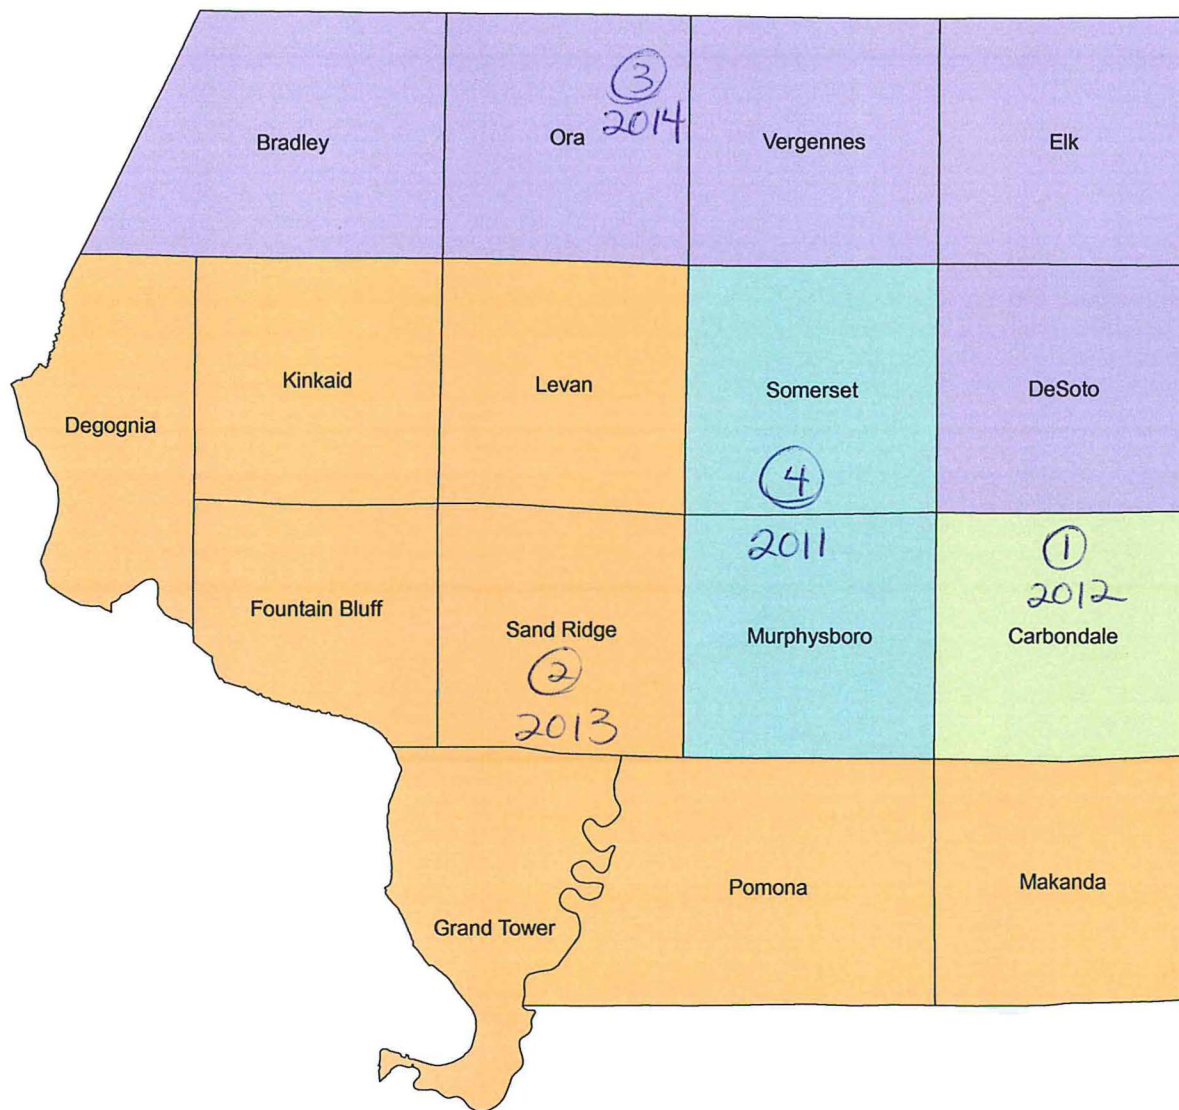 ③
2014
Bradley
Ora
Vergennes
Elk
Kinkaid
Levan
Somerset
DeSoto
Degognia
④
2011
①
2012
Fountain Bluff
Sand Ridge
②
2013
Murphysboro
Carbondale
Pomona
Makanda
Grand Tower